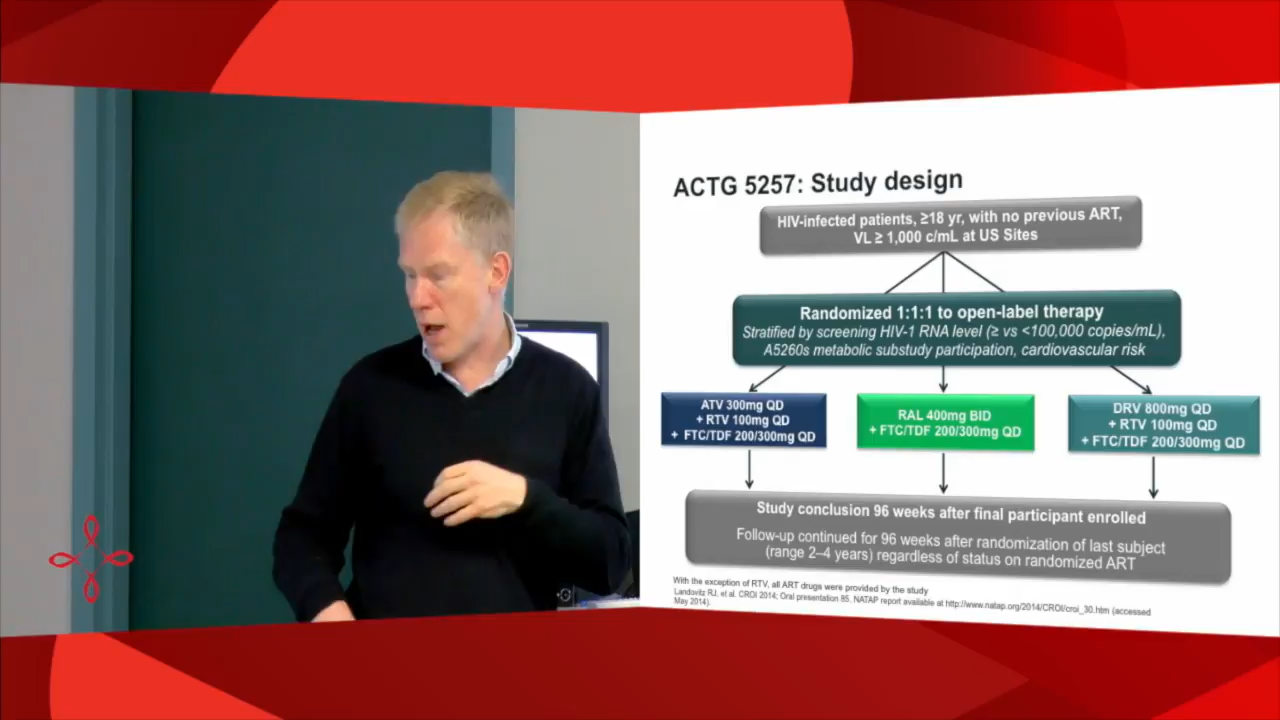 ACTG 5257: Study design
HIV-infected patients, ≥18 yr, with no previous ART,
VL ≥ 1,000 c/mL at US Sites
Randomized 1:1:1 to open-label therapy
Stratified by screening HIV-1 RNA level (≥ vs <100,000 copies/mL),
A5260s metabolic substudy participation, cardiovascular risk
ATV 300mg QD
+ RTV 100mg QD
+ FTC/TDF 200/300mg QD
RAL 400mg BID
+ FTC/TDF 200/300mg QD
DRV 800mg QD
+ RTV 100mg QD
+ FTC/TDF 200/300mg QD
Study conclusion 96 weeks after final participant enrolled
Follow-up continued for 96 weeks after randomization of last subject
(range 2–4 years) regardless of status on randomized ART
With the exception of RTV, all ART drugs were provided by the study
Landovitz RJ, et al. CROI 2014; Oral presentation 85. NATAP report available at http://www.natap.org/2014/CROI/croi_30.htm (accessed
May 2014).